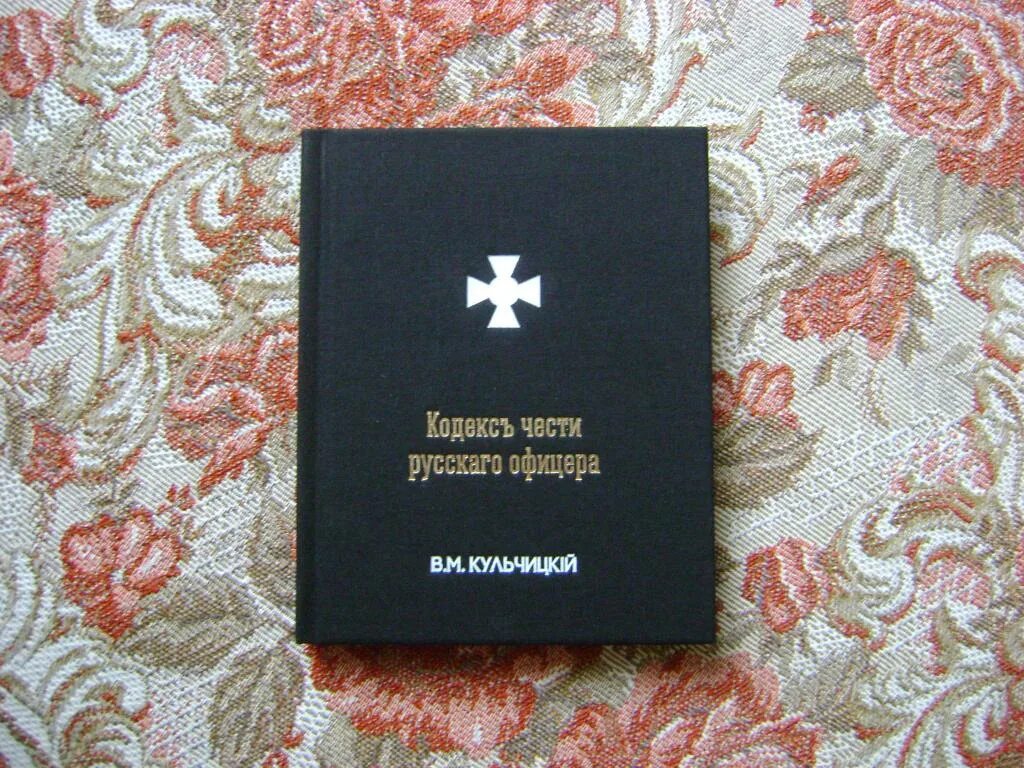 Кодексъ чести
русскаго офицера
В.М. КУЛЬЧИЦКІЙ